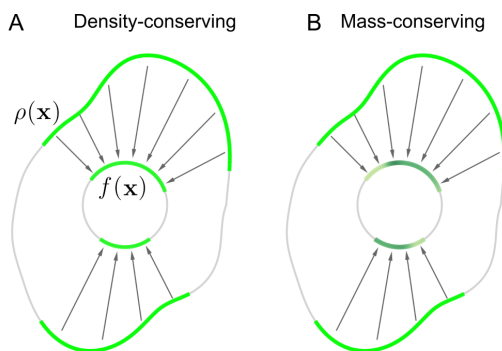 A Density-conserving
B Mass-conserving
ρ(x)
f(x)